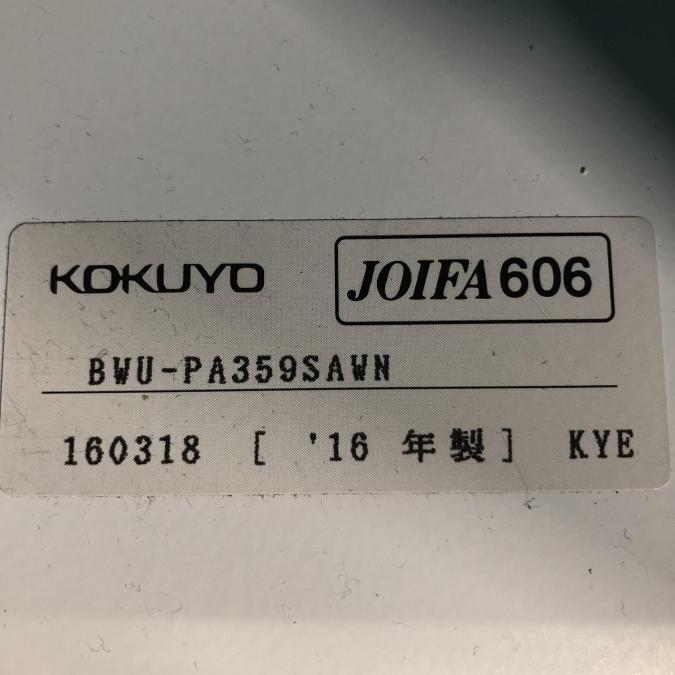 KOKUYO JOIFA606
BWU-PA359SAWN
160318 [ '16 年製] KYE